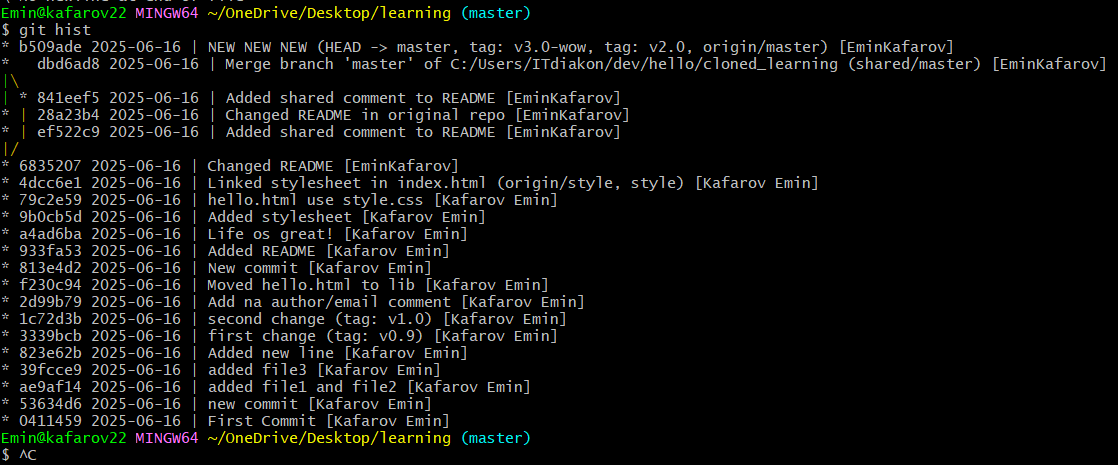 Emin@kafarov22 MINGW64 ~/OneDrive/Desktop/learning (master)
$ git hist
* b509ade 2025-06-16 | NEW NEW NEW (HEAD -> master, tag: v3.0-wow, tag: v2.0, origin/master) [EminKafarov]
*   dbd6ad8 2025-06-16 | Merge branch 'master' of C:/Users/ITdiakon/dev/hello/cloned_learning (shared/master) [EminKafarov]
|\
| * 841eef5 2025-06-16 | Added shared comment to README [EminKafarov]
* | 28a23b4 2025-06-16 | Changed README in original repo [EminKafarov]
* | ef522c9 2025-06-16 | Added shared comment to README [EminKafarov]
|/
* 6835207 2025-06-16 | Changed README [EminKafarov]
* 4dcc6e1 2025-06-16 | Linked stylesheet in index.html (origin/style, style) [Kafarov Emin]
* 79c2e59 2025-06-16 | hello.html use style.css [Kafarov Emin]
* 9b0cb5d 2025-06-16 | Added stylesheet [Kafarov Emin]
* a4ad6ba 2025-06-16 | Life os great! [Kafarov Emin]
* 933fa53 2025-06-16 | Added README [Kafarov Emin]
* 813e4d2 2025-06-16 | New commit [Kafarov Emin]
* f230c94 2025-06-16 | Moved hello.html to lib [Kafarov Emin]
* 2d99b79 2025-06-16 | Add na author/email comment [Kafarov Emin]
* 1c72d3b 2025-06-16 | second change (tag: v1.0) [Kafarov Emin]
* 3339bcb 2025-06-16 | first change (tag: v0.9) [Kafarov Emin]
* 823e62b 2025-06-16 | Added new line [Kafarov Emin]
* 39fcce9 2025-06-16 | added file3 [Kafarov Emin]
* ae9af14 2025-06-16 | added file1 and file2 [Kafarov Emin]
* 53634d6 2025-06-16 | new commit [Kafarov Emin]
* 0411459 2025-06-16 | First Commit [Kafarov Emin]
Emin@kafarov22 MINGW64 ~/OneDrive/Desktop/learning (master)
$ ^C